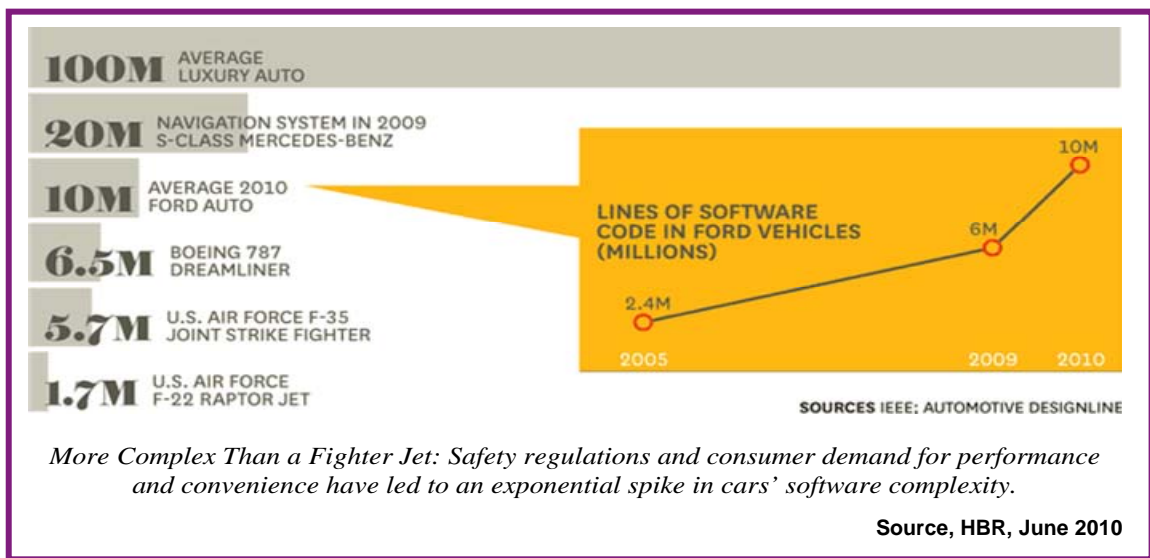 100M AVERAGE
LUXURY AUTO
20M NAVIGATION SYSTEM IN 2009
S-CLASS MERCEDES-BENZ
10M AVERAGE 2010
FORD AUTO
6.5M BOEING 787
DREAMLINER
5.7M U.S. AIR FORCE F-35
JOINT STRIKE FIGHTER
1.7M U.S. AIR FORCE
F-22 RAPTOR JET
LINES OF SOFTWARE
CODE IN FORD VEHICLES
(MILLIONS)
2.4M
6M
10M
2005 2009 2010
SOURCES IEEE; AUTOMOTIVE DESIGNLINE
More Complex Than a Fighter Jet: Safety regulations and consumer demand for performance
and convenience have led to an exponential spike in cars’ software complexity.
Source, HBR, June 2010